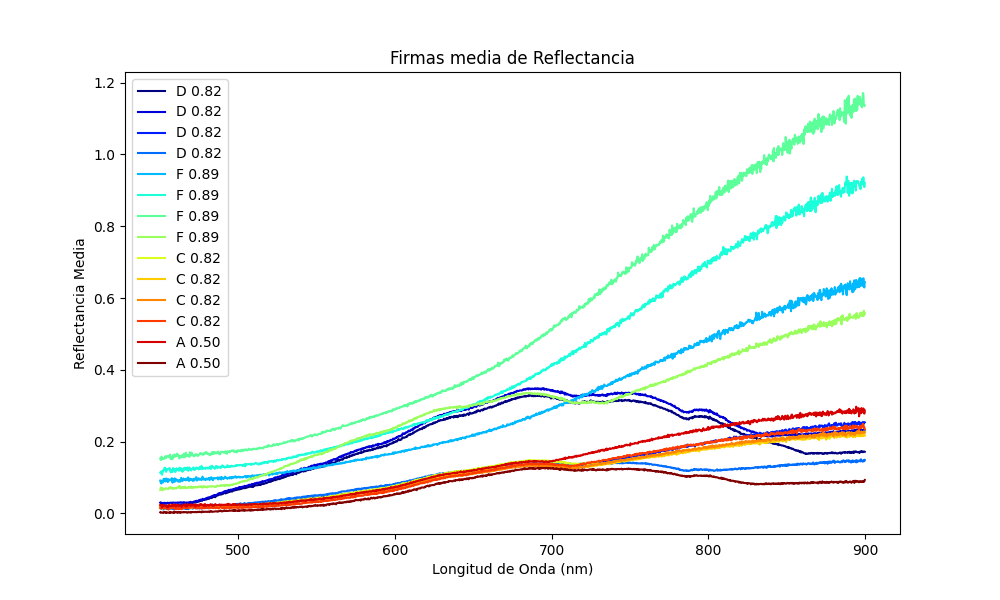 Firmas media de Reflectancia
D 0.82
D 0.82
D 0.82
D 0.82
F 0.89
F 0.89
F 0.89
F 0.89
C 0.82
C 0.82
C 0.82
C 0.82
A 0.50
A 0.50
Reflectancia Media
1.2
1.0
0.8
0.6
0.4
0.2
0.0
500 600 700 800 900
Longitud de Onda (nm)